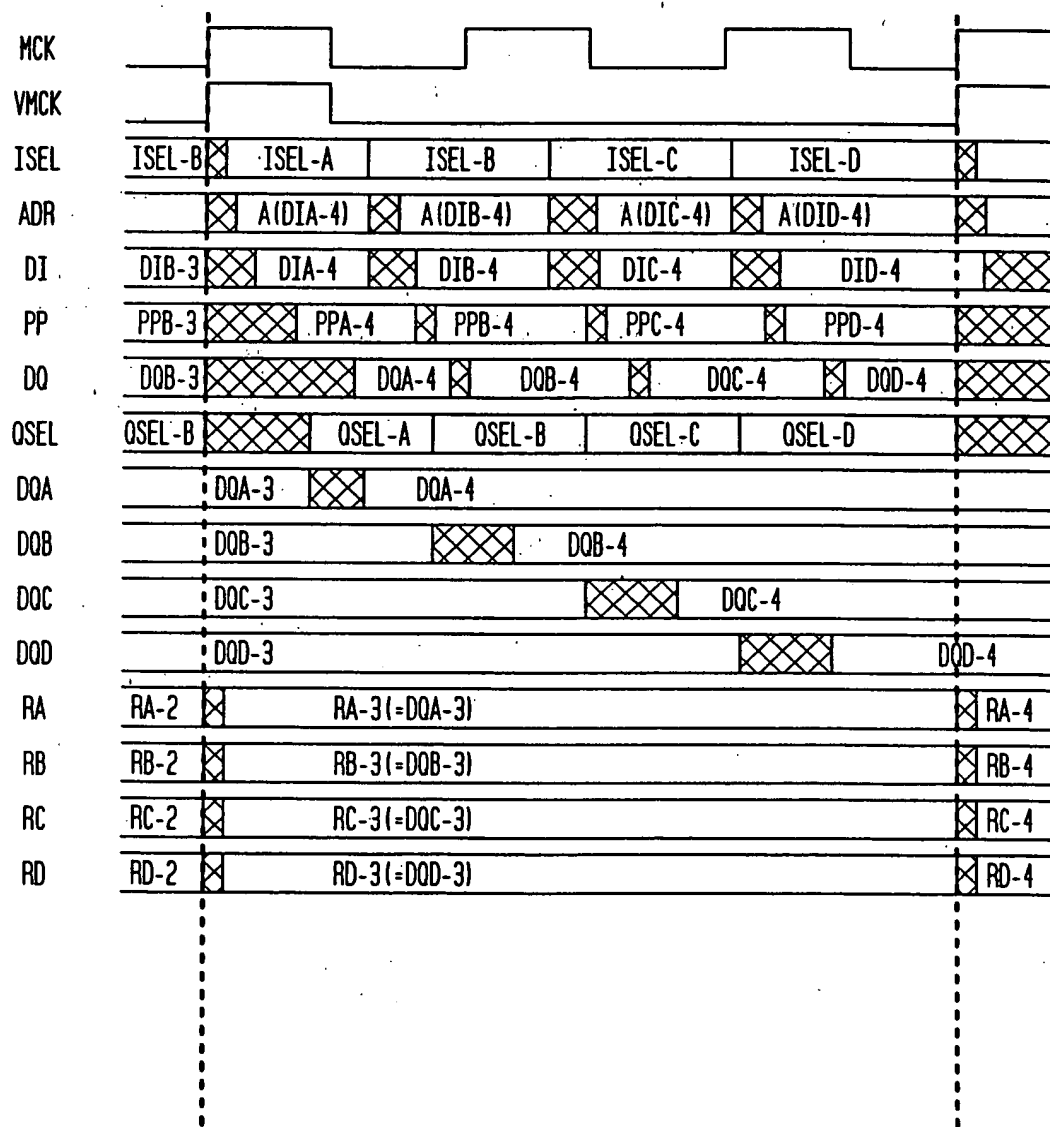 MCK
VMCK
ISEL ISEL-B ISEL-A ISEL-B ISEL-C ISEL-D
ADR A(DIA-4) A(DIB-4) A(DIC-4) A(DID-4)
DI DIB-3 DIA-4 DIB-4 DIC-4 DID-4
PP PPB-3 PPA-4 PPB-4 PPC-4 PPD-4
DQ DQB-3 DQA-4 DQB-4 DQC-4 DQD-4
QSEL QSEL-B QSEL-A QSEL-B QSEL-C QSEL-D
DQA DQA-3 DQA-4
DQB DQB-3 DQB-4
DQC DQC-3 DQC-4
DQD DQD-3 DQD-4
RA RA-2 RA-3(=DQA-3) RA-4
RB RB-2 RB-3(=DQB-3) RB-4
RC RC-2 RC-3(=DQC-3) RC-4
RD RD-2 RD-3(=DQD-3) RD-4